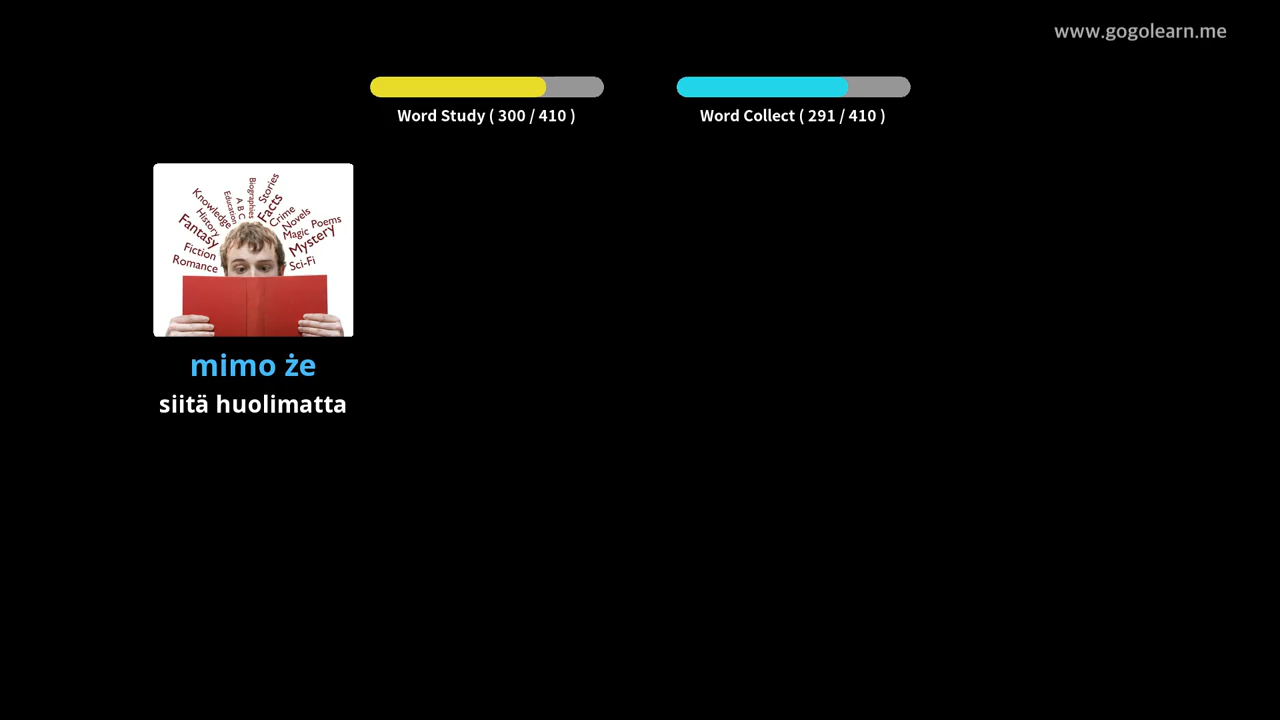 www.gogolearn.me
Word Study ( 300 / 410 )
Word Collect ( 291 / 410 )
Romance
Fiction
Fantasy
History
Knowledge
Education
A B C
Biographies
Stories
Facts
Crime
Novels
Magic
Poems
Mystery
Sci-Fi
mimo że
siitä huolimatta